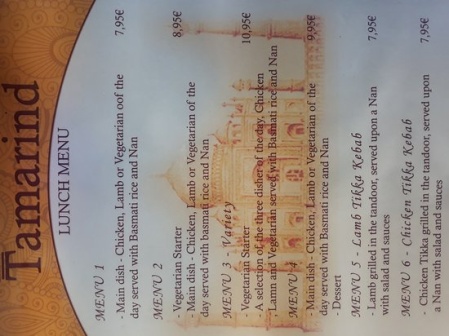 Tamarind
LUNCH MENU
MENU 1 7,95€
- Main dish - Chicken, Lamb or Vegetarian oof the
day served with Basmati rice and Nan
MENU 2 8,95€
- Vegetarian Starter
- Main dish - Chicken, Lamb or Vegetarian of the
day served with basmati rice and Nan
MENU 3 - Variety 10,95€
Vegetarian Starter
- A selection of the three disher of the day, Chicken
- Lamn and Vegetarian served with Basmati rice and Nan
MENU 4 9,95€
- Main dish - Chicken, Lamb or Vegetarian of the
day served with Basmati rice and Nan
- Dessert
MENU 5 - Lamb Tikka Kebab 7,95€
- Lamb grilled in the tandoor, served upon a Nan
with salad and sauces
MENU 6 - Chicken Tikka Kebab 7,95€
- Chicken Tikka grilled in the tandoor, served upon
a Nan with salad and sauces